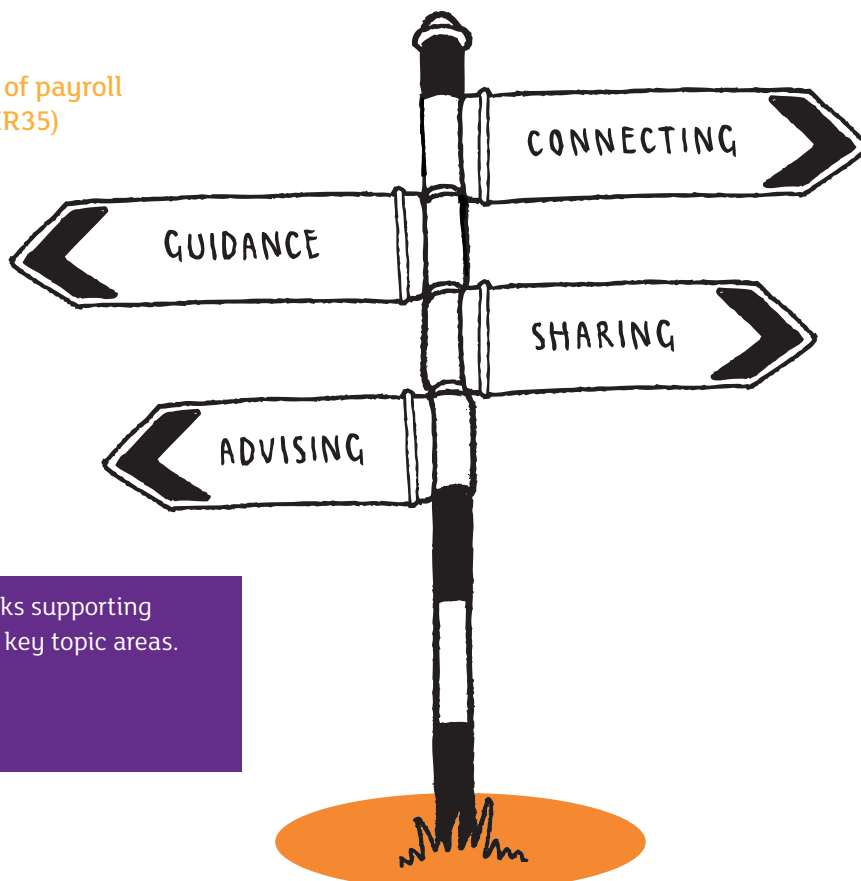 of payroll
R35)
CONNECTING
GUIDANCE
SHARING
ADVISING
ks supporting
key topic areas.